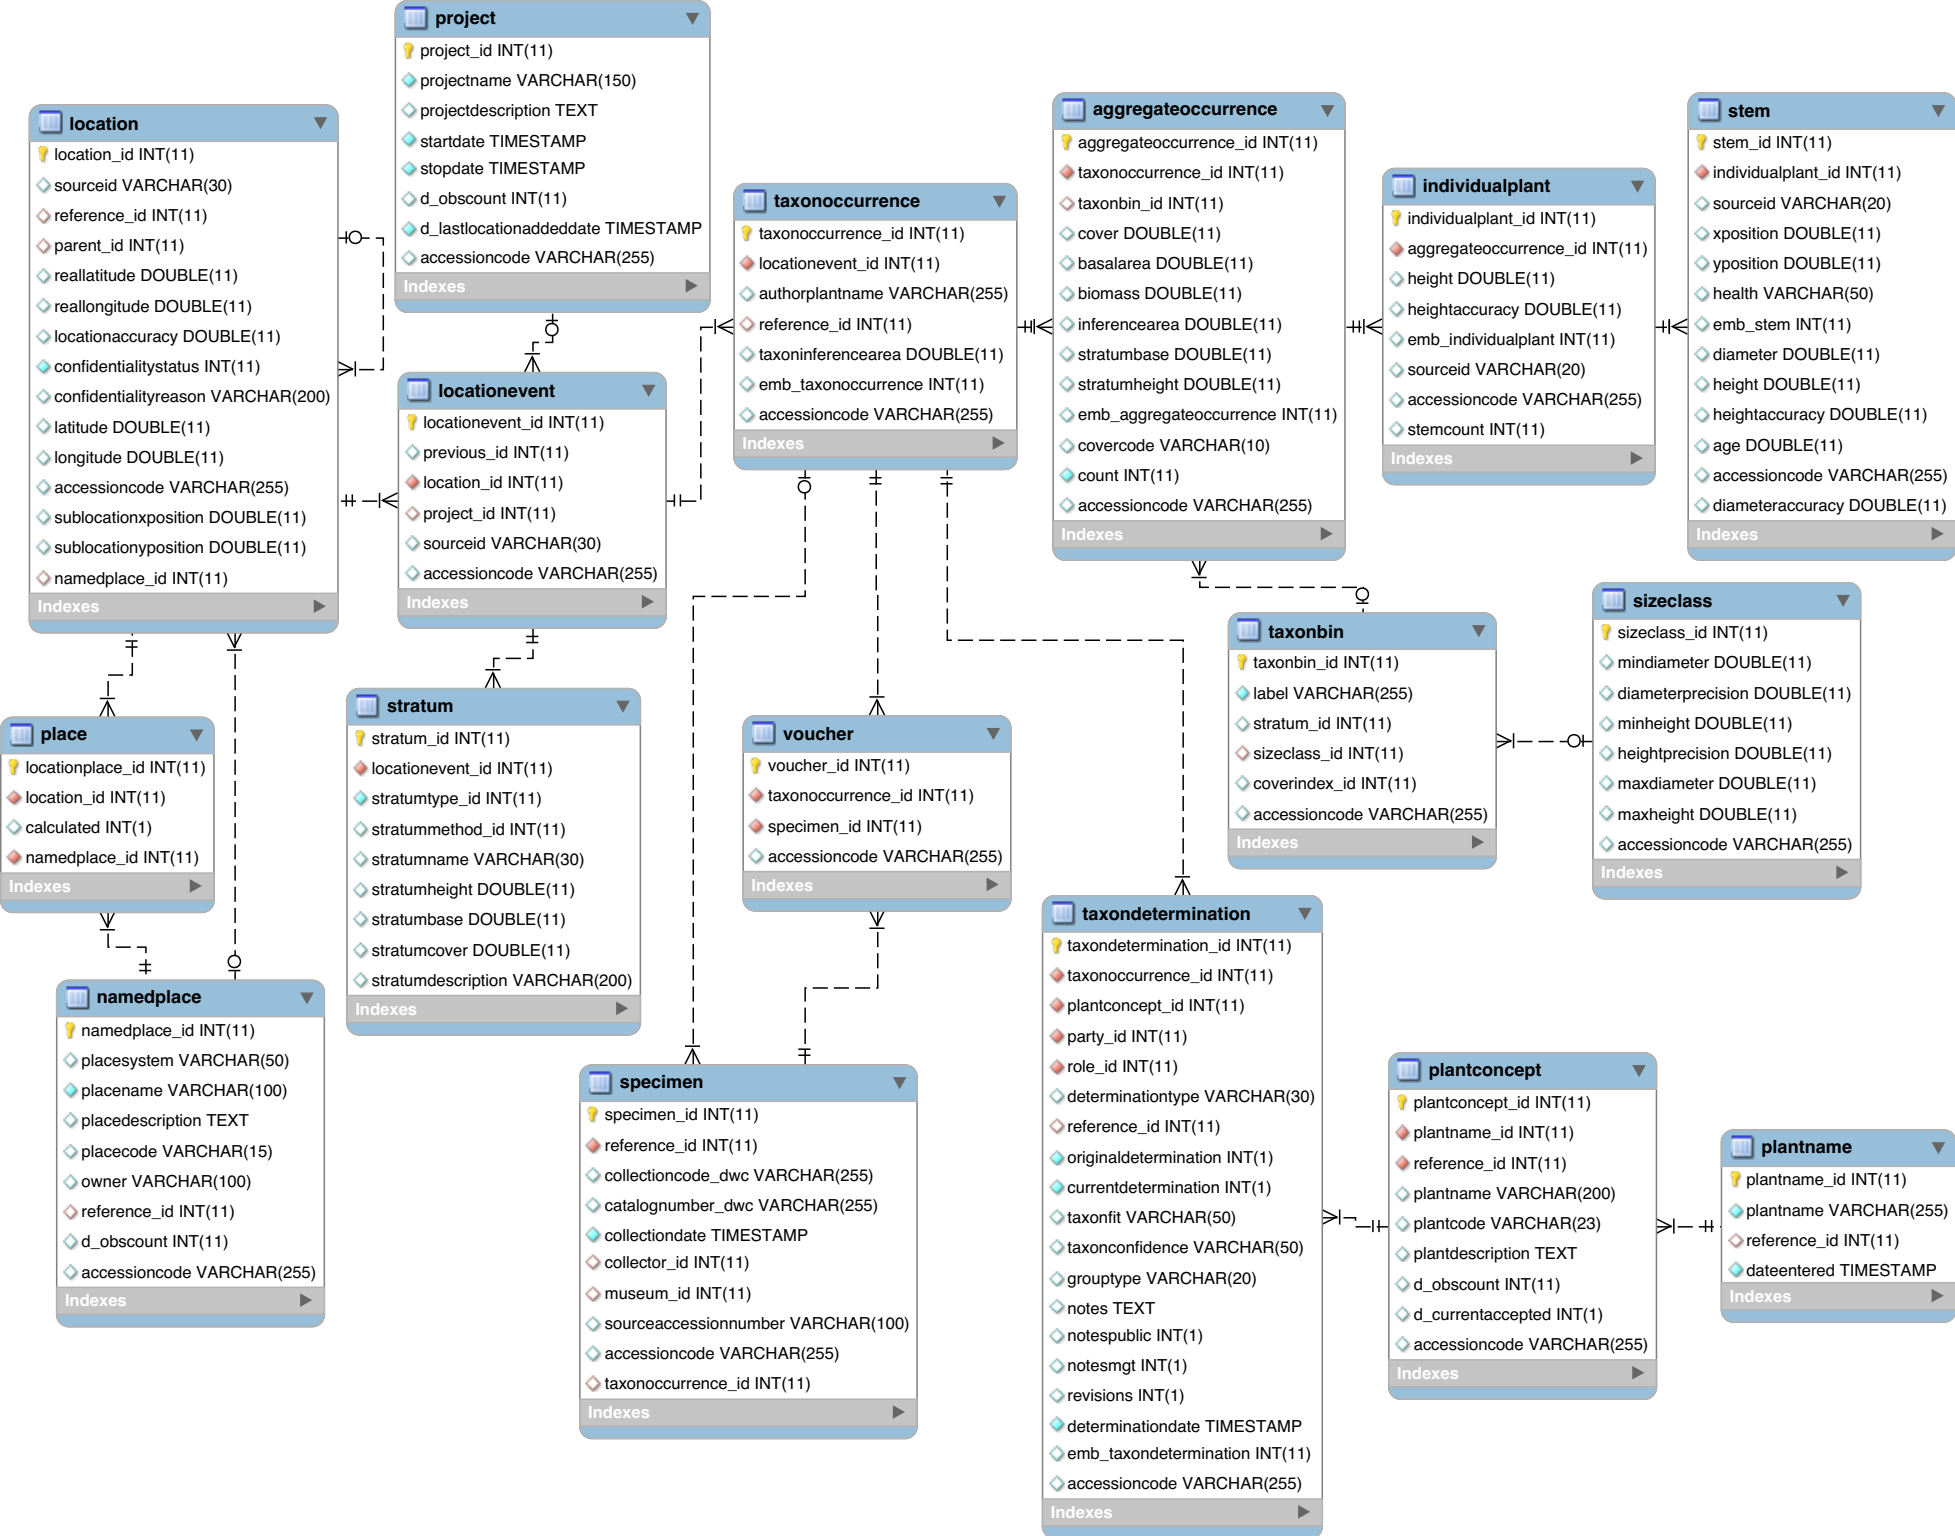 project
project_id INT(11)
projectname VARCHAR(150)
projectdescription TEXT
startdate TIMESTAMP
stopdate TIMESTAMP
d_obscount INT(11)
d_lastlocationaddeddate TIMESTAMP
accessioncode VARCHAR(255)
Indexes
location
location_id INT(11)
sourceid VARCHAR(30)
reference_id INT(11)
parent_id INT(11)
reallatitude DOUBLE(11)
reallongitude DOUBLE(11)
locationaccuracy DOUBLE(11)
confidentialitystatus INT(11)
confidentialityreason VARCHAR(200)
latitude DOUBLE(11)
longitude DOUBLE(11)
accessioncode VARCHAR(255)
sublocationxposition DOUBLE(11)
sublocationyposition DOUBLE(11)
namedplace_id INT(11)
Indexes
locationevent
locationevent_id INT(11)
previous_id INT(11)
location_id INT(11)
project_id INT(11)
sourceid VARCHAR(30)
accessioncode VARCHAR(255)
Indexes
taxonoccurrence
taxonoccurrence_id INT(11)
locationevent_id INT(11)
authorplantname VARCHAR(255)
reference_id INT(11)
taxoninferencearea DOUBLE(11)
emb_taxonoccurrence INT(11)
accessioncode VARCHAR(255)
Indexes
aggregateoccurrence
aggregateoccurrence_id INT(11)
taxonoccurrence_id INT(11)
taxonbin_id INT(11)
cover DOUBLE(11)
basalarea DOUBLE(11)
biomass DOUBLE(11)
inferencearea DOUBLE(11)
stratumbase DOUBLE(11)
stratumheight DOUBLE(11)
emb_aggregateoccurrence INT(11)
covercode VARCHAR(10)
count INT(11)
accessioncode VARCHAR(255)
Indexes
individualplant
individualplant_id INT(11)
aggregateoccurrence_id INT(11)
height DOUBLE(11)
heightaccuracy DOUBLE(11)
emb_individualplant INT(11)
sourceid VARCHAR(20)
accessioncode VARCHAR(255)
stemcount INT(11)
Indexes
stem
stem_id INT(11)
individualplant_id INT(11)
sourceid VARCHAR(20)
xposition DOUBLE(11)
yposition DOUBLE(11)
health VARCHAR(50)
emb_stem INT(11)
diameter DOUBLE(11)
height DOUBLE(11)
heightaccuracy DOUBLE(11)
age DOUBLE(11)
accessioncode VARCHAR(255)
diameteraccuracy DOUBLE(11)
Indexes
place
locationplace_id INT(11)
location_id INT(11)
calculated INT(1)
namedplace_id INT(11)
Indexes
stratum
stratum_id INT(11)
locationevent_id INT(11)
stratumtype_id INT(11)
stratummethod_id INT(11)
stratumname VARCHAR(30)
stratumheight DOUBLE(11)
stratumbase DOUBLE(11)
stratumcover DOUBLE(11)
stratumdescription VARCHAR(200)
Indexes
voucher
voucher_id INT(11)
taxonoccurrence_id INT(11)
specimen_id INT(11)
accessioncode VARCHAR(255)
Indexes
taxonbin
taxonbin_id INT(11)
label VARCHAR(255)
stratum_id INT(11)
sizeclass_id INT(11)
coverindex_id INT(11)
accessioncode VARCHAR(255)
Indexes
sizeclass
sizeclass_id INT(11)
mindiameter DOUBLE(11)
diameterprecision DOUBLE(11)
minheight DOUBLE(11)
heightprecision DOUBLE(11)
maxdiameter DOUBLE(11)
maxheight DOUBLE(11)
accessioncode VARCHAR(255)
Indexes
namedplace
namedplace_id INT(11)
placesystem VARCHAR(50)
placename VARCHAR(100)
placedescription TEXT
placecode VARCHAR(15)
owner VARCHAR(100)
reference_id INT(11)
d_obscount INT(11)
accessioncode VARCHAR(255)
Indexes
specimen
specimen_id INT(11)
reference_id INT(11)
collectioncode_dwc VARCHAR(255)
catalognumber_dwc VARCHAR(255)
collectiondate TIMESTAMP
collector_id INT(11)
museum_id INT(11)
sourceaccessionnumber VARCHAR(100)
accessioncode VARCHAR(255)
taxonoccurrence_id INT(11)
Indexes
taxondetermination
taxondetermination_id INT(11)
taxonoccurrence_id INT(11)
plantconcept_id INT(11)
party_id INT(11)
role_id INT(11)
determinationtype VARCHAR(30)
reference_id INT(11)
originaldetermination INT(1)
currentdetermination INT(1)
taxonfit VARCHAR(50)
taxonconfidence VARCHAR(50)
grouptype VARCHAR(20)
notes TEXT
notespublic INT(1)
notesmgt INT(1)
revisions INT(1)
determinationdate TIMESTAMP
emb_taxondetermination INT(11)
accessioncode VARCHAR(255)
Indexes
plantconcept
plantconcept_id INT(11)
plantname_id INT(11)
reference_id INT(11)
plantname VARCHAR(200)
plantcode VARCHAR(23)
plantdescription TEXT
d_obscount INT(11)
d_currentaccepted INT(1)
accessioncode VARCHAR(255)
Indexes
plantname
plantname_id INT(11)
plantname VARCHAR(255)
reference_id INT(11)
dateentered TIMESTAMP
Indexes